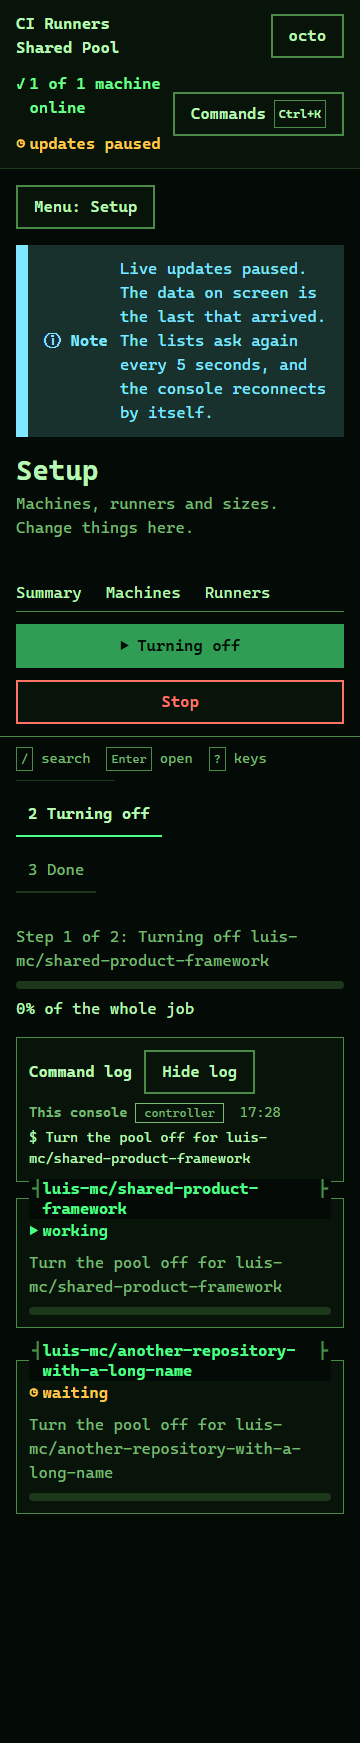 CI Runners
Shared Pool
octo
✓ 1 of 1 machine
online
updates paused
Commands Ctrl+K
Menu: Setup
ⓘ Note
Live updates paused.
The data on screen is
the last that arrived.
The lists ask again
every 5 seconds, and
the console reconnects
by itself.
Setup
Machines, runners and sizes.
Change things here.
Summary Machines Runners
▶ Turning off
Stop
/ search Enter open ? keys
2 Turning off
3 Done
Step 1 of 2: Turning off luis-
mc/shared-product-framework
0% of the whole job
Command log Hide log
This console controller 17:28
$ Turn the pool off for luis-
mc/shared-product-framework
luis-mc/shared-product-
framework
▶ working
Turn the pool off for luis-
mc/shared-product-framework
luis-mc/another-repository-
with-a-long-name
waiting
Turn the pool off for luis-
mc/another-repository-with-a-
long-name